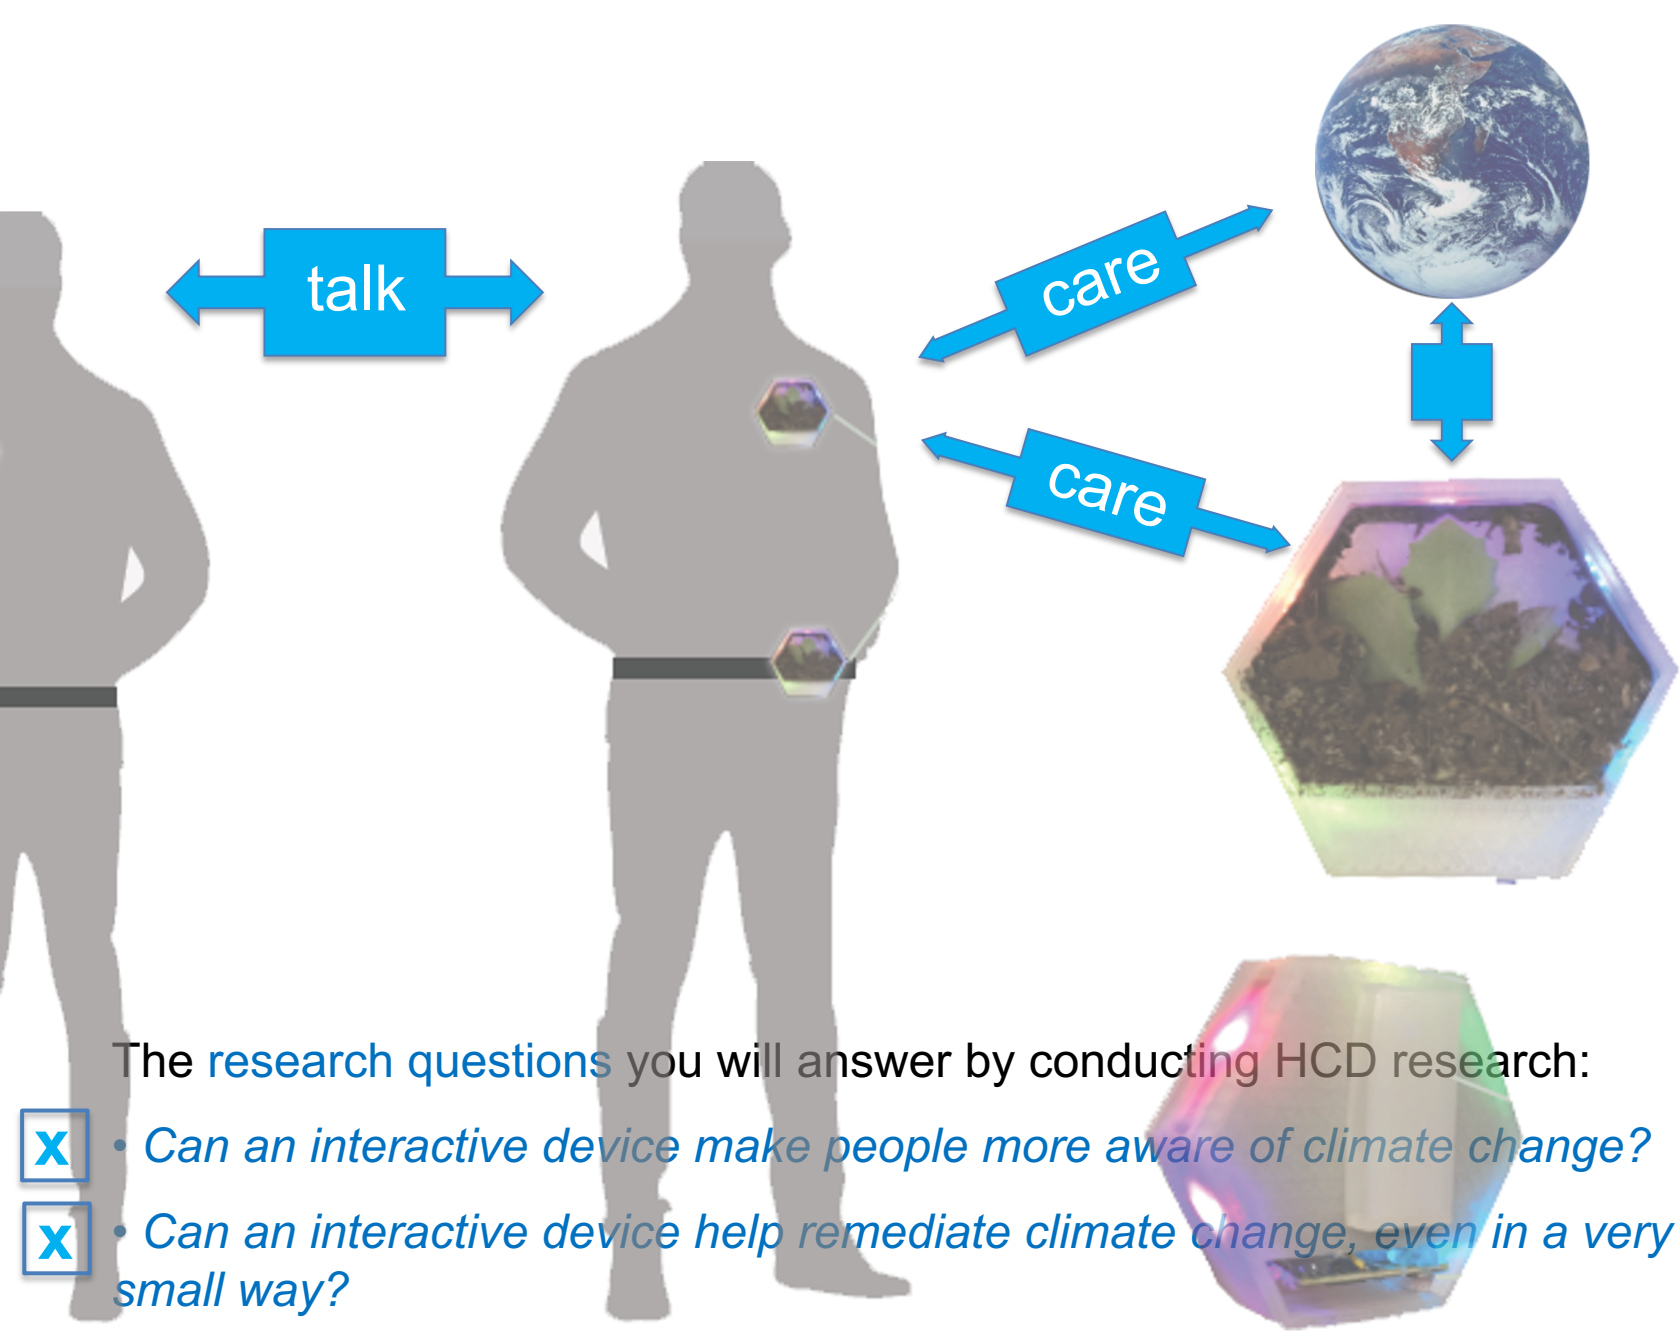 talk
care
care
The research questions you will answer by conducting HCD research:
x • Can an interactive device make people more aware of climate change?
x • Can an interactive device help remediate climate change, even in a very
small way?